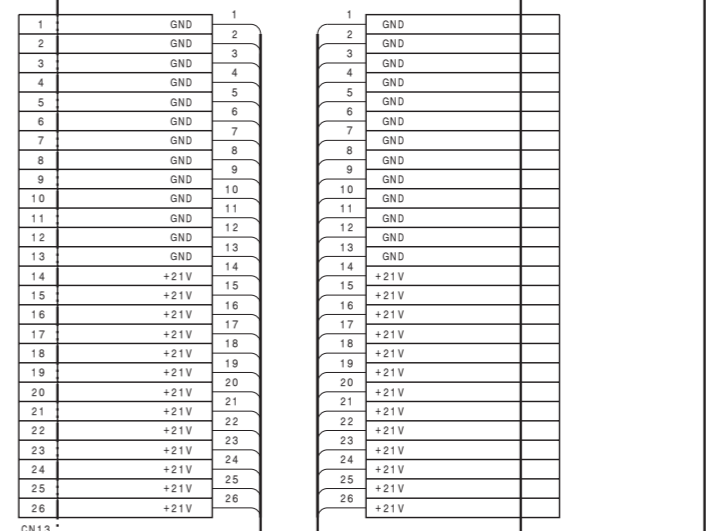 1 GND 1 1 GND
2 GND 2 2 GND
3 GND 3 3 GND
4 GND 4 4 GND
5 GND 5 5 GND
6 GND 6 6 GND
7 GND 7 7 GND
8 GND 8 8 GND
9 GND 9 9 GND
10 GND 10 10 GND
11 GND 11 11 GND
12 GND 12 12 GND
13 GND 13 13 GND
14 +21V 14 14 +21V
15 +21V 15 15 +21V
16 +21V 16 16 +21V
17 +21V 17 17 +21V
18 +21V 18 18 +21V
19 +21V 19 19 +21V
20 +21V 20 20 +21V
21 +21V 21 21 +21V
22 +21V 22 22 +21V
23 +21V 23 23 +21V
24 +21V 24 24 +21V
25 +21V 25 25 +21V
26 +21V 26 26 +21V
CN13